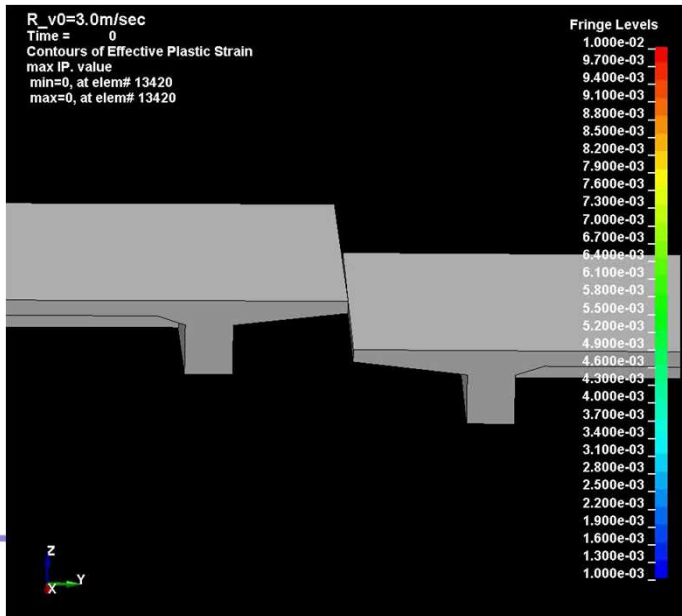 R_v0=3.0m/sec
Time = 0
Contours of Effective Plastic Strain
max IP. value
min=0, at elem# 13420
max=0, at elem# 13420
Fringe Levels
1.000e-02
9.700e-03
9.400e-03
9.100e-03
8.800e-03
8.500e-03
8.200e-03
7.900e-03
7.600e-03
7.300e-03
7.000e-03
6.700e-03
6.400e-03
6.100e-03
5.800e-03
5.500e-03
5.200e-03
4.900e-03
4.600e-03
4.300e-03
4.000e-03
3.700e-03
3.400e-03
3.100e-03
2.800e-03
2.500e-03
2.200e-03
1.900e-03
1.600e-03
1.300e-03
1.000e-03
Z
X
Y